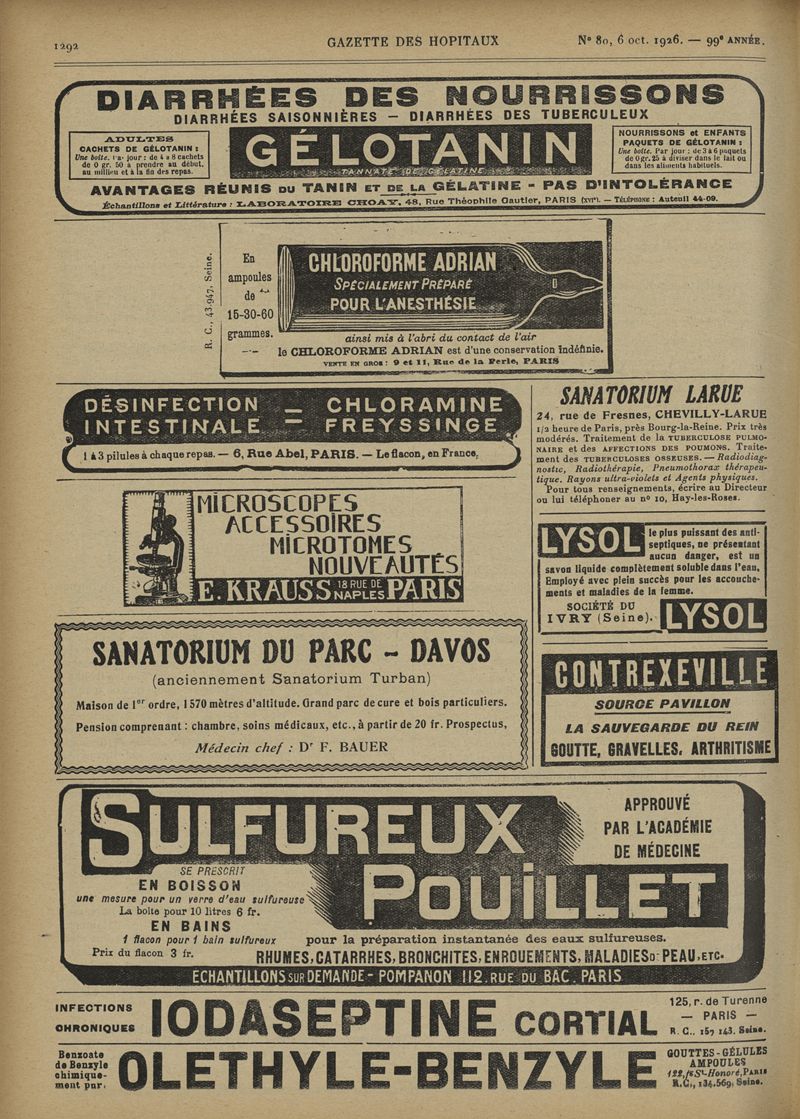 1292
GAZETTE DES HOPITAUX
N° 80, 6 oct. 1926. — 99e ANNÉE.
DIARRHÉES DES NOURRISSONS
DIARRHÉES SAISONNIÈRES — DIARRHÉES DES TUBERCULEUX
ADULTES
CACHETS DE GÉLOTANIN :
Une boîte. Par jour : de 4 à 8 cachets
de 0 gr. 50 à prendre au début,
au milieu et à la fin des repas.
GÉLOTANIN
TANNATE DE GÉLATINE
NOURRISSONS et ENFANTS
PAQUETS DE GÉLOTANIN :
Une boîte. Par jour : de 3 à 6 paquets
de 0 gr. 25 à diviser dans le lait ou
dans les aliments habituels.
AVANTAGES RÉUNIS DU TANIN ET DE LA GÉLATINE - PAS D'INTOLÉRANCE
Échantillons et Littérature : LABORATOIRE CHOAY, 48, Rue Théophile Gautier, PARIS (XVIe). — TÉLÉPHONE : Auteuil 44-09.
R. C., 43.947, Seine.
En
ampoules
de
15-30-60
grammes.
CHLOROFORME ADRIAN
SPÉCIALEMENT PRÉPARÉ
POUR L'ANESTHÉSIE
ainsi mis à l'abri du contact de l'air
le CHLOROFORME ADRIAN est d'une conservation indéfinie.
VENTE EN GROS : 9 et 11, Rue de la Perle, PARIS
DÉSINFECTION — CHLORAMINE
INTESTINALE — FREYSSINGE
1 à 3 pilules à chaque repas. — 6, Rue Abel, PARIS. — Le flacon, en France,
SANATORIUM LARUE
24, rue de Fresnes, CHEVILLY-LARUE
1/2 heure de Paris, près Bourg-la-Reine. Prix très
modérés. Traitement de la TUBERCULOSE PULMO-
NAIRE et des AFFECTIONS DES POUMONS. Traite-
ment des TUBERCULOSES OSSEUSES. — Radiodiag-
nostic, Radiothérapie, Pneumothorax thérapeu-
tique. Rayons ultra-violets et Agents physiques.
Pour tous renseignements, écrire au Directeur
ou lui téléphoner au n° 10, Hay-les-Roses.
MICROSCOPES
ACCESSOIRES
MICROTOMES
NOUVEAUTÉS
E. KRAUSS 18 RUE DE NAPLES PARIS
LYSOL
le plus puissant des anti-
septiques, ne présentant
aucun danger, est un
savon liquide complètement soluble dans l'eau,
Employé avec plein succès pour les accouche-
ments et maladies de la femme.
SOCIÉTÉ DU
IVRY (Seine).
LYSOL
SANATORIUM DU PARC - DAVOS
(anciennement Sanatorium Turban)
Maison de 1er ordre, 1570 mètres d'altitude. Grand parc de cure et bois particuliers.
Pension comprenant : chambre, soins médicaux, etc., à partir de 20 fr. Prospectus,
Médecin chef : Dr F. BAUER
CONTREXEVILLE
SOURCE PAVILLON
LA SAUVEGARDE DU REIN
GOUTTE, GRAVELLES, ARTHRITISME
SULFUREUX
POUILLET
APPROUVÉ
PAR L'ACADÉMIE
DE MÉDECINE
SE PRESCRIT
EN BOISSON
une mesure pour un verre d'eau sulfureuse
La boîte pour 10 litres 6 fr.
EN BAINS
1 flacon pour 1 bain sulfureux
Prix du flacon 3 fr.
pour la préparation instantanée des eaux sulfureuses.
RHUMES, CATARRHES, BRONCHITES, ENROUEMENTS, MALADIES DE PEAU, ETC.
ECHANTILLONS SUR DEMANDE - POMPANON 112. RUE DU BAC. PARIS
INFECTIONS
CHRONIQUES
IODASEPTINE CORTIAL
125, r. de Turenne
— PARIS —
R. C., 157 143. Seine.
Benzoate
de Benzyle
chimique-
ment pur.
OLETHYLE-BENZYLE
GOUTTES-GÉLULES
AMPOULES
122, fg St-Honoré, PARIS
R.C., 134.569, Seine.